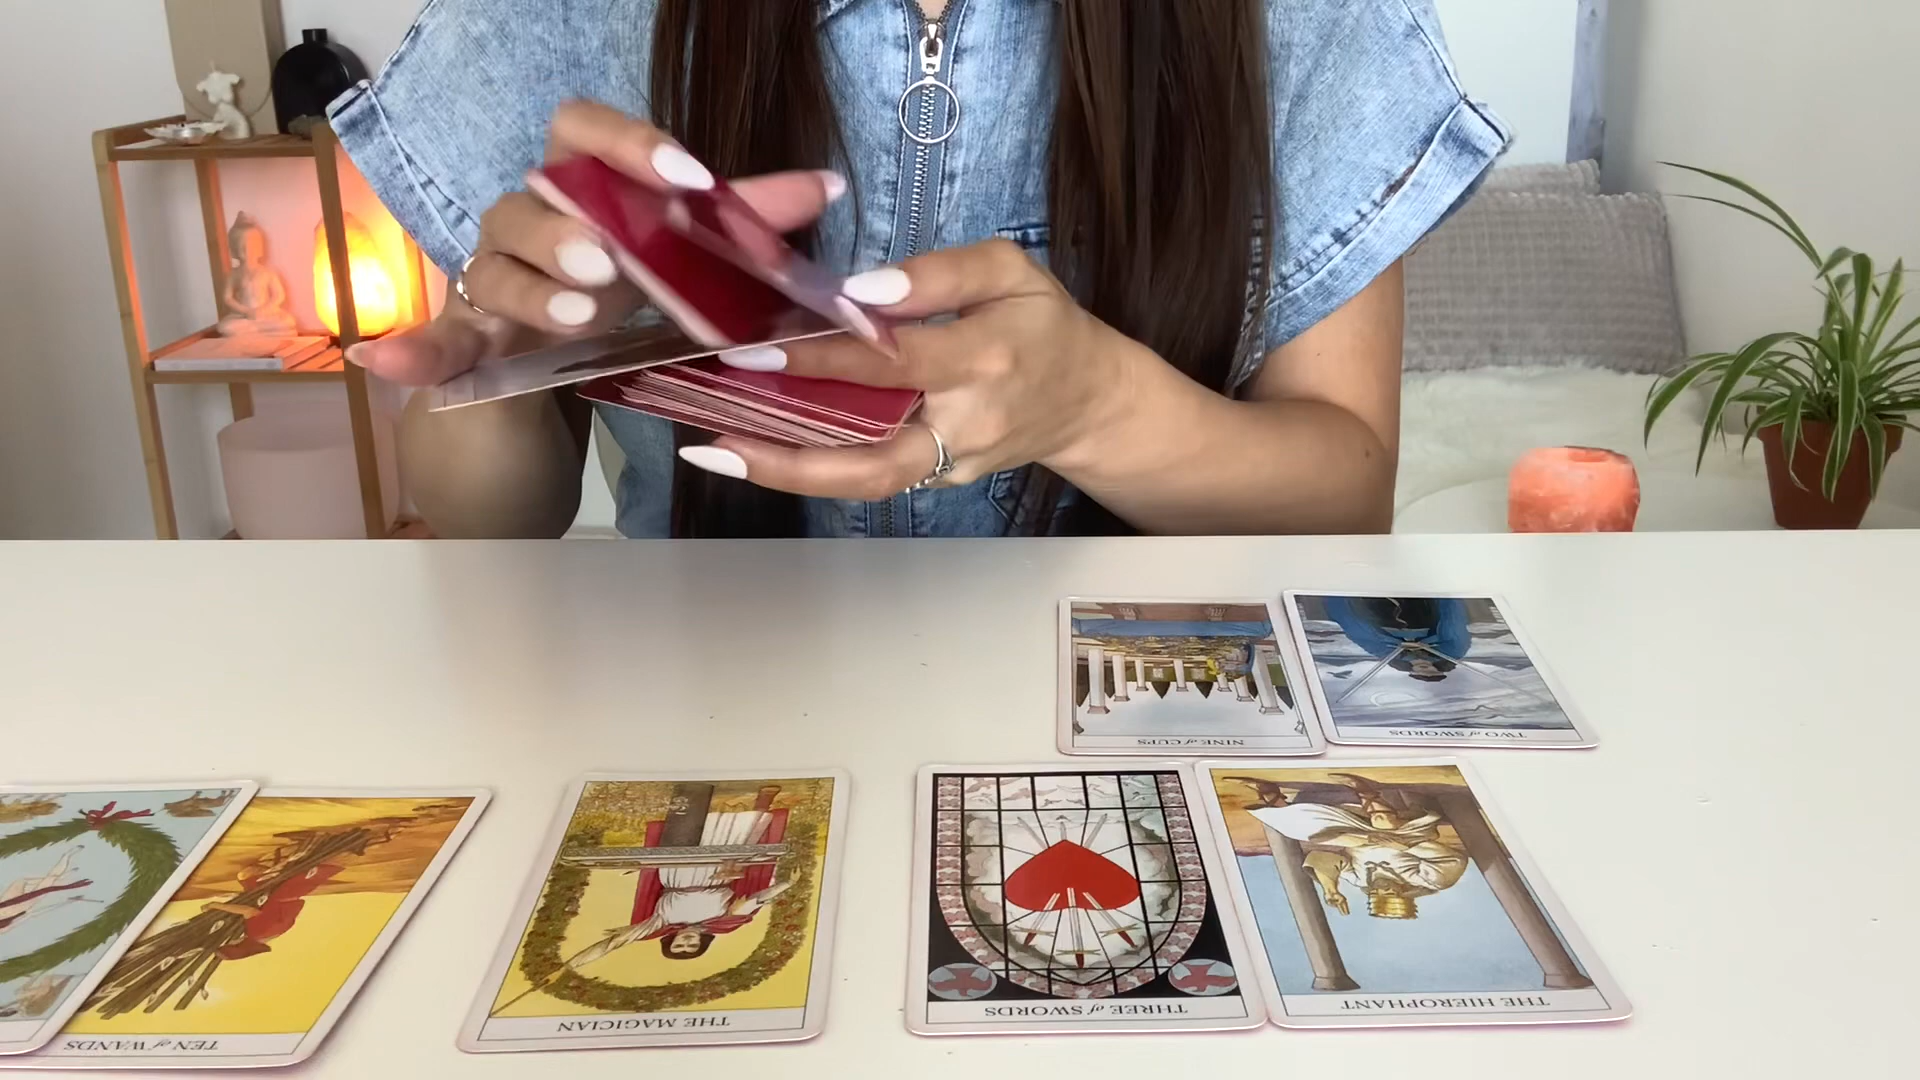 NINE of CUPS
TWO of SWORDS
TEN of WANDS
THE MAGICIAN
THREE of SWORDS
THE HIEROPHANT